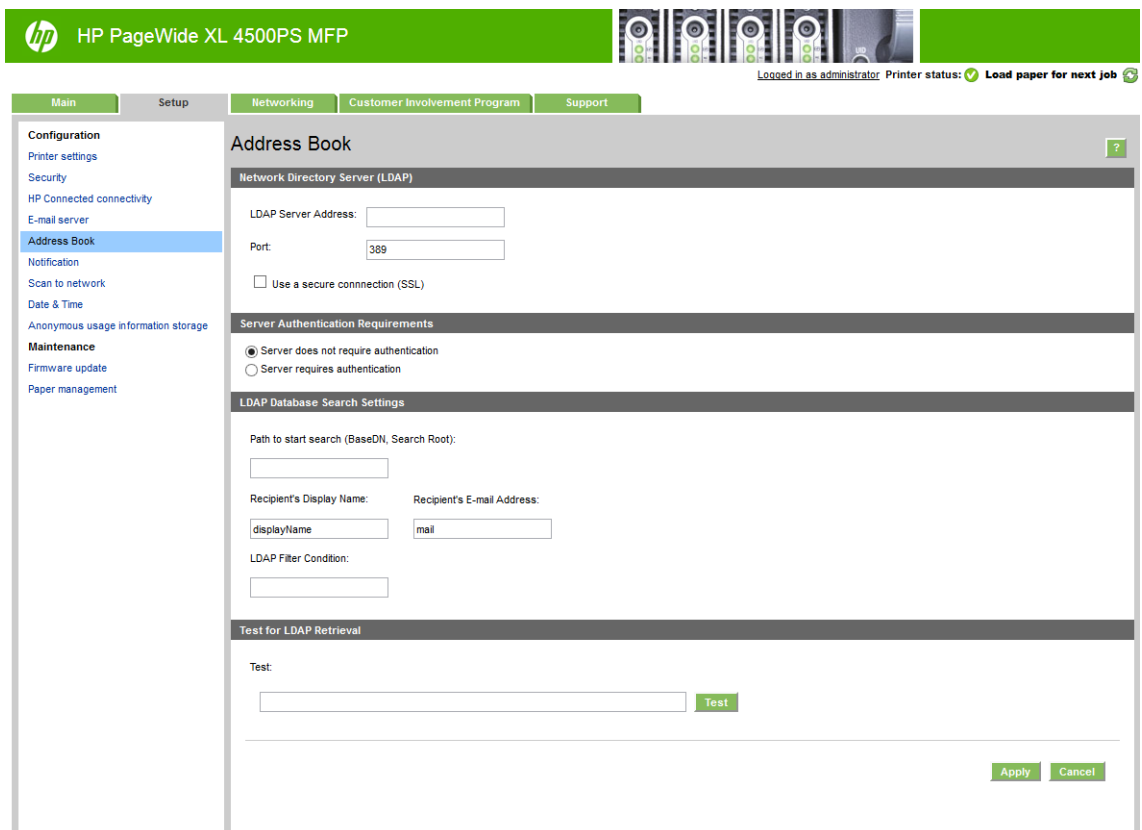 hp HP PageWide XL 4500PS MFP
UID
Logged in as administrator Printer status: Load paper for next job
Main Setup Networking Customer Involvement Program Support
Configuration
Printer settings
Security
HP Connected connectivity
E-mail server
Address Book
Notification
Scan to network
Date & Time
Anonymous usage information storage
Maintenance
Firmware update
Paper management
Address Book ?
Network Directory Server (LDAP)
LDAP Server Address:
Port: 389
Use a secure connnection (SSL)
Server Authentication Requirements
Server does not require authentication
Server requires authentication
LDAP Database Search Settings
Path to start search (BaseDN, Search Root):
Recipient's Display Name: Recipient's E-mail Address:
displayName mail
LDAP Filter Condition:
Test for LDAP Retrieval
Test:
Test
Apply Cancel